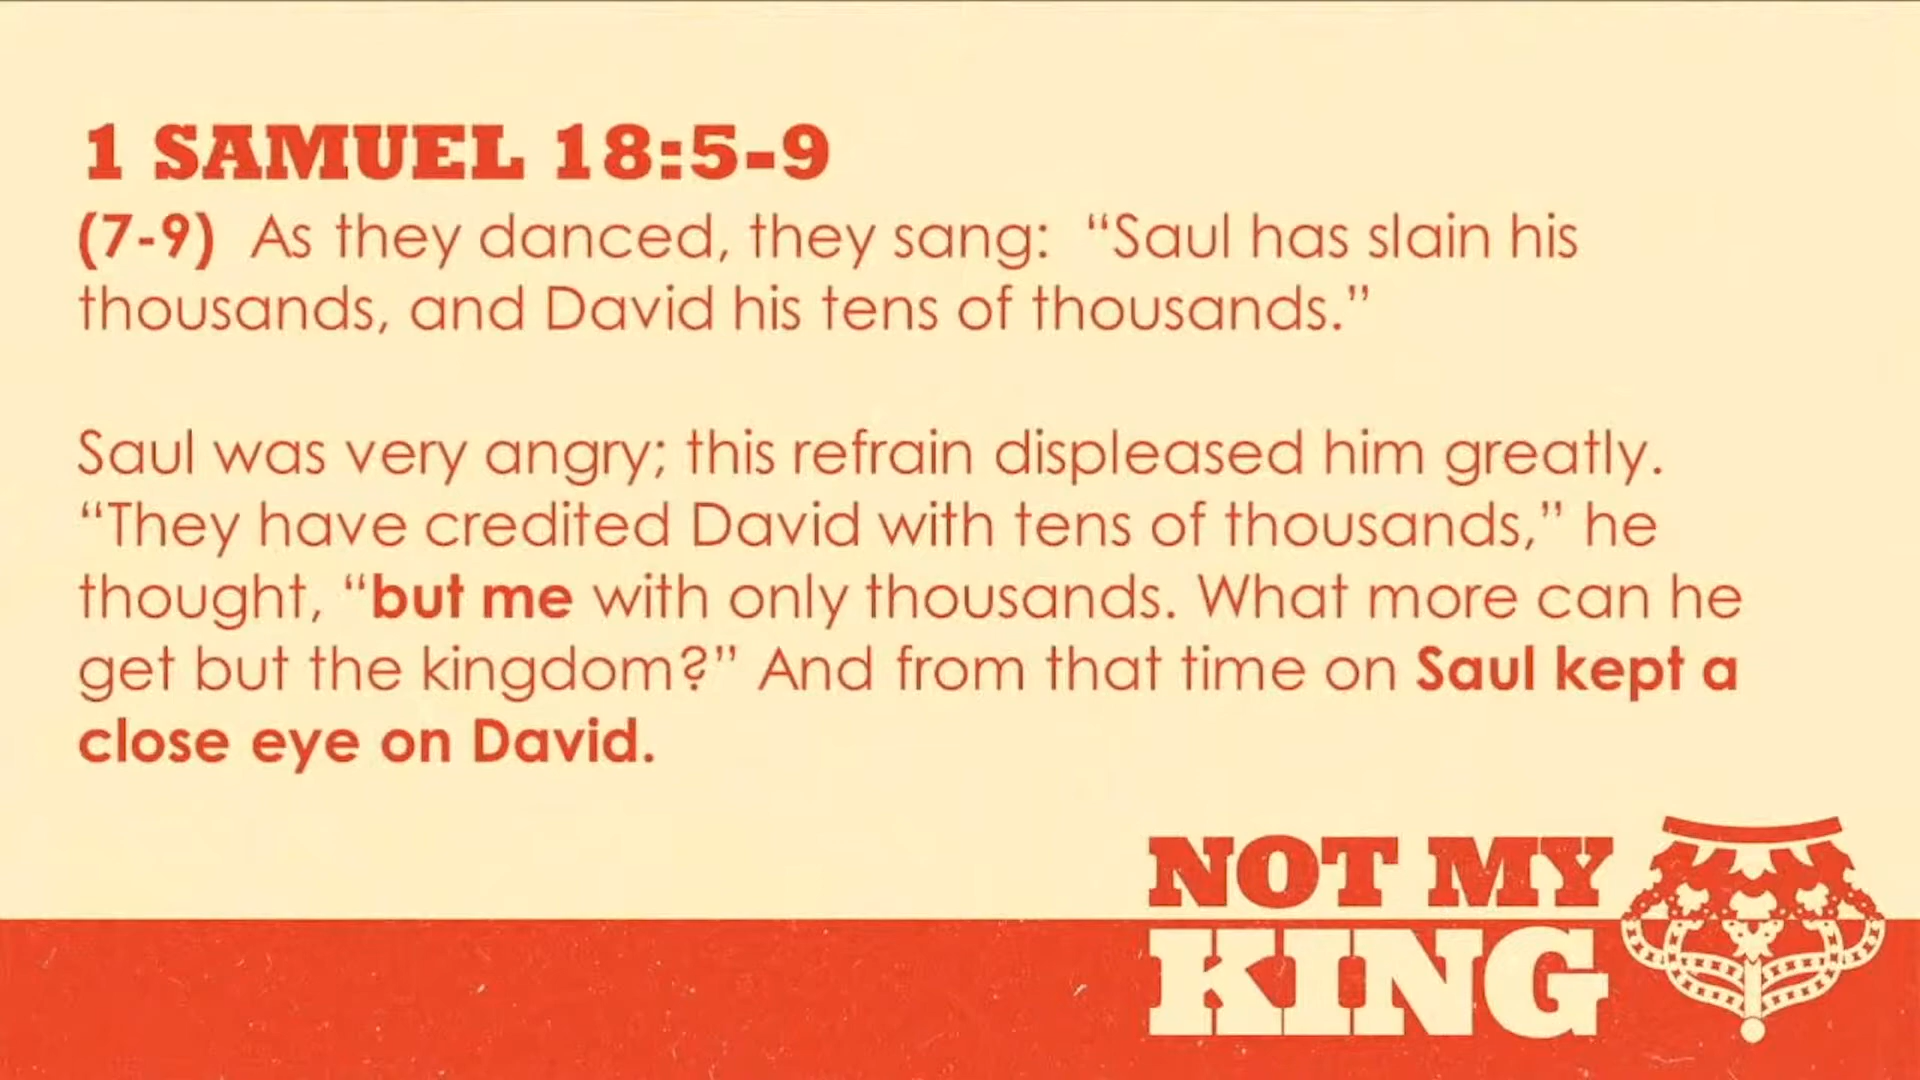 1 SAMUEL 18:5-9
(7-9) As they danced, they sang: “Saul has slain his
thousands, and David his tens of thousands.”
Saul was very angry; this refrain displeased him greatly.
“They have credited David with tens of thousands,” he
thought, “but me with only thousands. What more can he
get but the kingdom?” And from that time on Saul kept a
close eye on David.
NOT MY
KING